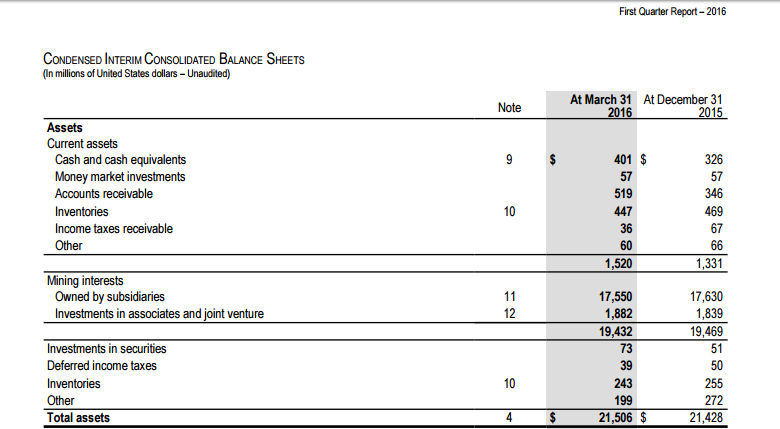 First Quarter Report – 2016
CONDENSED INTERIM CONSOLIDATED BALANCE SHEETS
(In millions of United States dollars – Unaudited)
Note At March 31 2016 At December 31 2015
Assets
Current assets
Cash and cash equivalents 9 $ 401 $ 326
Money market investments 57 57
Accounts receivable 519 346
Inventories 10 447 469
Income taxes receivable 36 67
Other 60 66
1,520 1,331
Mining interests
Owned by subsidiaries 11 17,550 17,630
Investments in associates and joint venture 12 1,882 1,839
19,432 19,469
Investments in securities 73 51
Deferred income taxes 39 50
Inventories 10 243 255
Other 199 272
Total assets 4 $ 21,506 $ 21,428